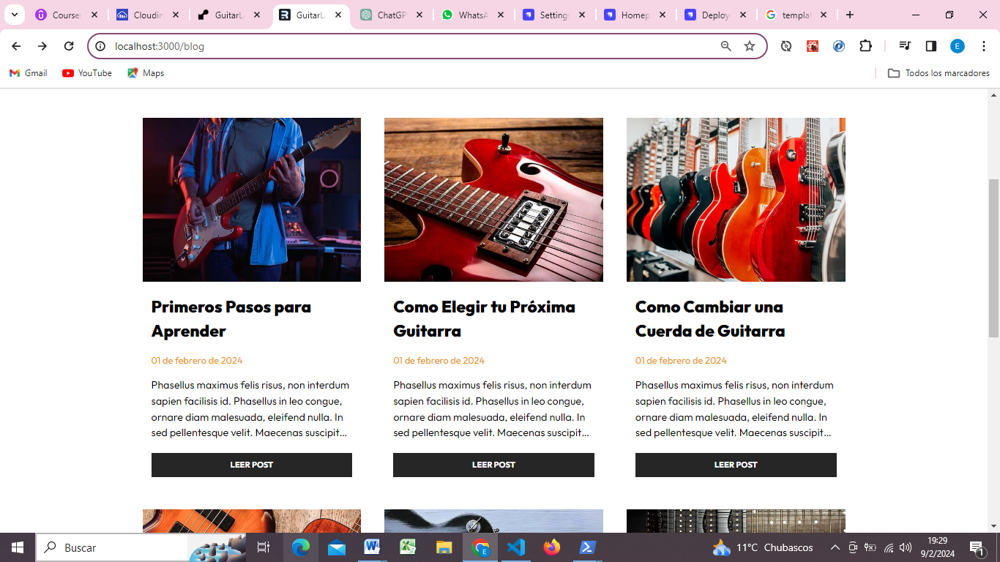 Course
Cloudin
GuitarL
GuitarL
ChatGP
WhatsA
Settings
Homep
Deploy
templat
localhost:3000/blog
Gmail
YouTube
Maps
Todos los marcadores
E
Primeros Pasos para
Aprender
01 de febrero de 2024
Phasellus maximus felis risus, non interdum
sapien facilisis id. Phasellus in leo congue,
ornare diam malesuada, eleifend nulla. In
sed pellentesque velit. Maecenas suscipit...
LEER POST
Como Elegir tu Próxima
Guitarra
01 de febrero de 2024
Phasellus maximus felis risus, non interdum
sapien facilisis id. Phasellus in leo congue,
ornare diam malesuada, eleifend nulla. In
sed pellentesque velit. Maecenas suscipit...
LEER POST
Como Cambiar una
Cuerda de Guitarra
01 de febrero de 2024
Phasellus maximus felis risus, non interdum
sapien facilisis id. Phasellus in leo congue,
ornare diam malesuada, eleifend nulla. In
sed pellentesque velit. Maecenas suscipit...
LEER POST
Buscar
11°C Chubascos
19:29
9/2/2024
1